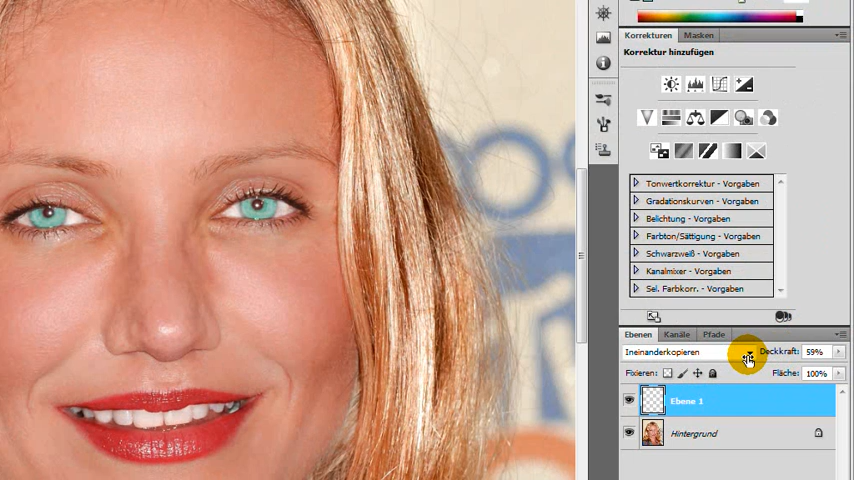 Korrekturen Masken
Korrektur hinzufügen
Tonwertkorrektur - Vorgaben
Gradationskurven - Vorgaben
Belichtung - Vorgaben
Farbton/Sättigung - Vorgaben
Schwarzweiß - Vorgaben
Kanalmixer - Vorgaben
Sel. Farbkorr. - Vorgaben
Ebenen Kanäle Pfade
Ineinanderkopieren Deckkraft: 59%
Fixieren: Fläche: 100%
Ebene 1
Hintergrund